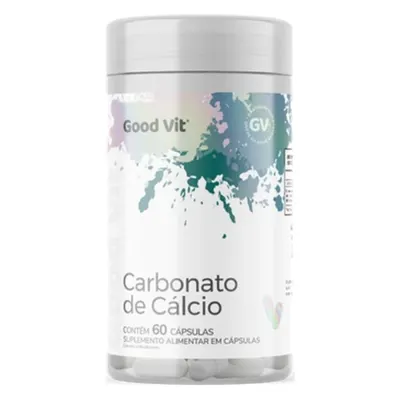 Good Vit®
GV
Carbonato
de Cálcio
CONTÉM 60 CÁPSULAS
SUPLEMENTO ALIMENTAR EM CÁPSULAS